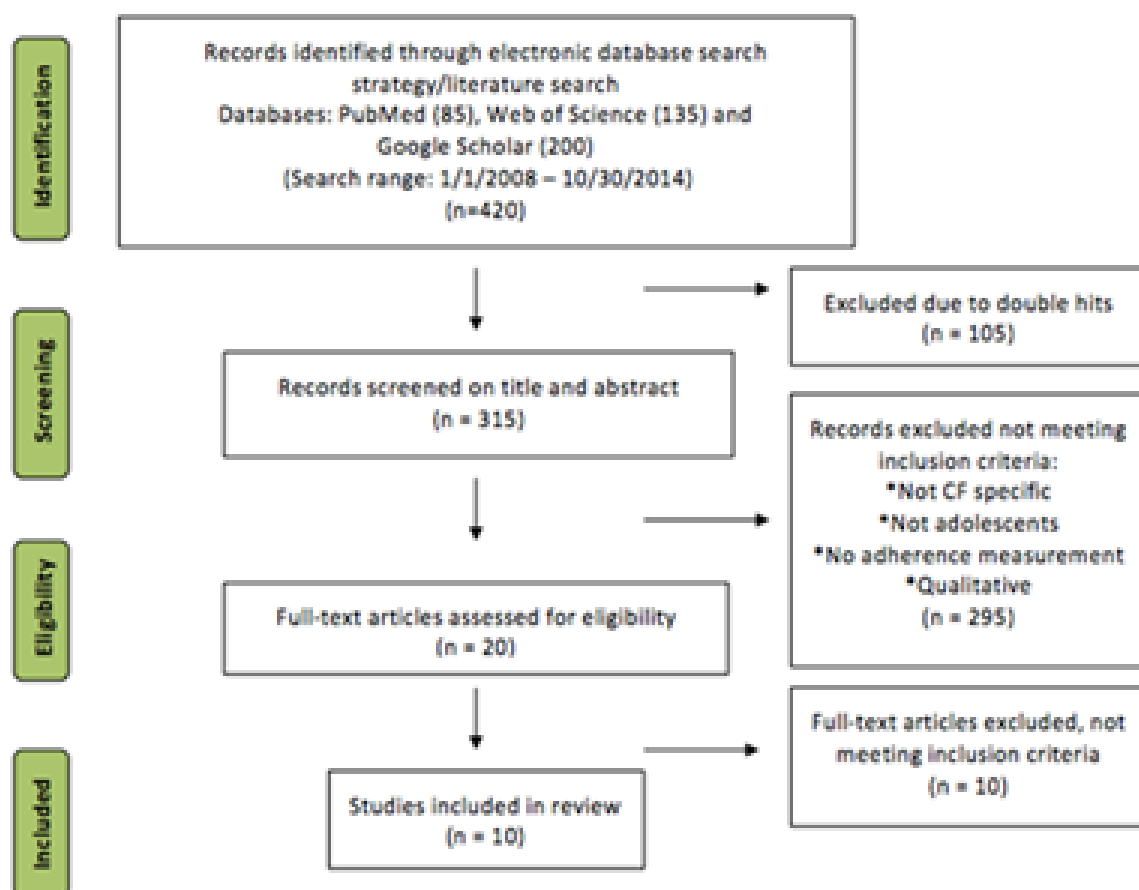 Identification
Records identified through electronic database search
strategy/literature search
Databases: PubMed (85), Web of Science (135) and
Google Scholar (200)
(Search range: 1/1/2008 – 10/30/2014)
(n=420)
Excluded due to double hits
(n = 105)
Screening
Records screened on title and abstract
(n = 315)
Records excluded not meeting
inclusion criteria:
*Not CF specific
*Not adolescents
*No adherence measurement
*Qualitative
(n = 295)
Eligibility
Full-text articles assessed for eligibility
(n = 20)
Full-text articles excluded, not
meeting inclusion criteria
(n = 10)
Included
Studies included in review
(n = 10)